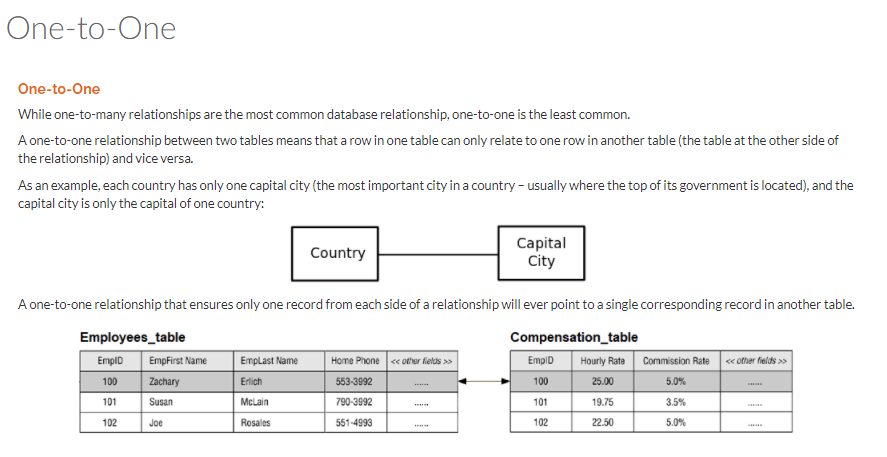 One-to-One
One-to-One
While one-to-many relationships are the most common database relationship, one-to-one is the least common.
A one-to-one relationship between two tables means that a row in one table can only relate to one row in another table (the table at the other side of
the relationship) and vice versa.
As an example, each country has only one capital city (the most important city in a country – usually where the top of its government is located), and the
capital city is only the capital of one country:
Country
Capital
City
A one-to-one relationship that ensures only one record from each side of a relationship will ever point to a single corresponding record in another table.
Employees_table
EmpID EmpFirst Name EmpLast Name Home Phone << other fields >>
100 Zachary Erlich 553-3992 ......
101 Susan McLain 790-3992 ......
102 Joe Rosales 551-4993 ......
Compensation_table
EmpID Hourly Rate Commission Rate << other fields >>
100 25.00 5.0% ......
101 19.75 3.5% ......
102 22.50 5.0% ......